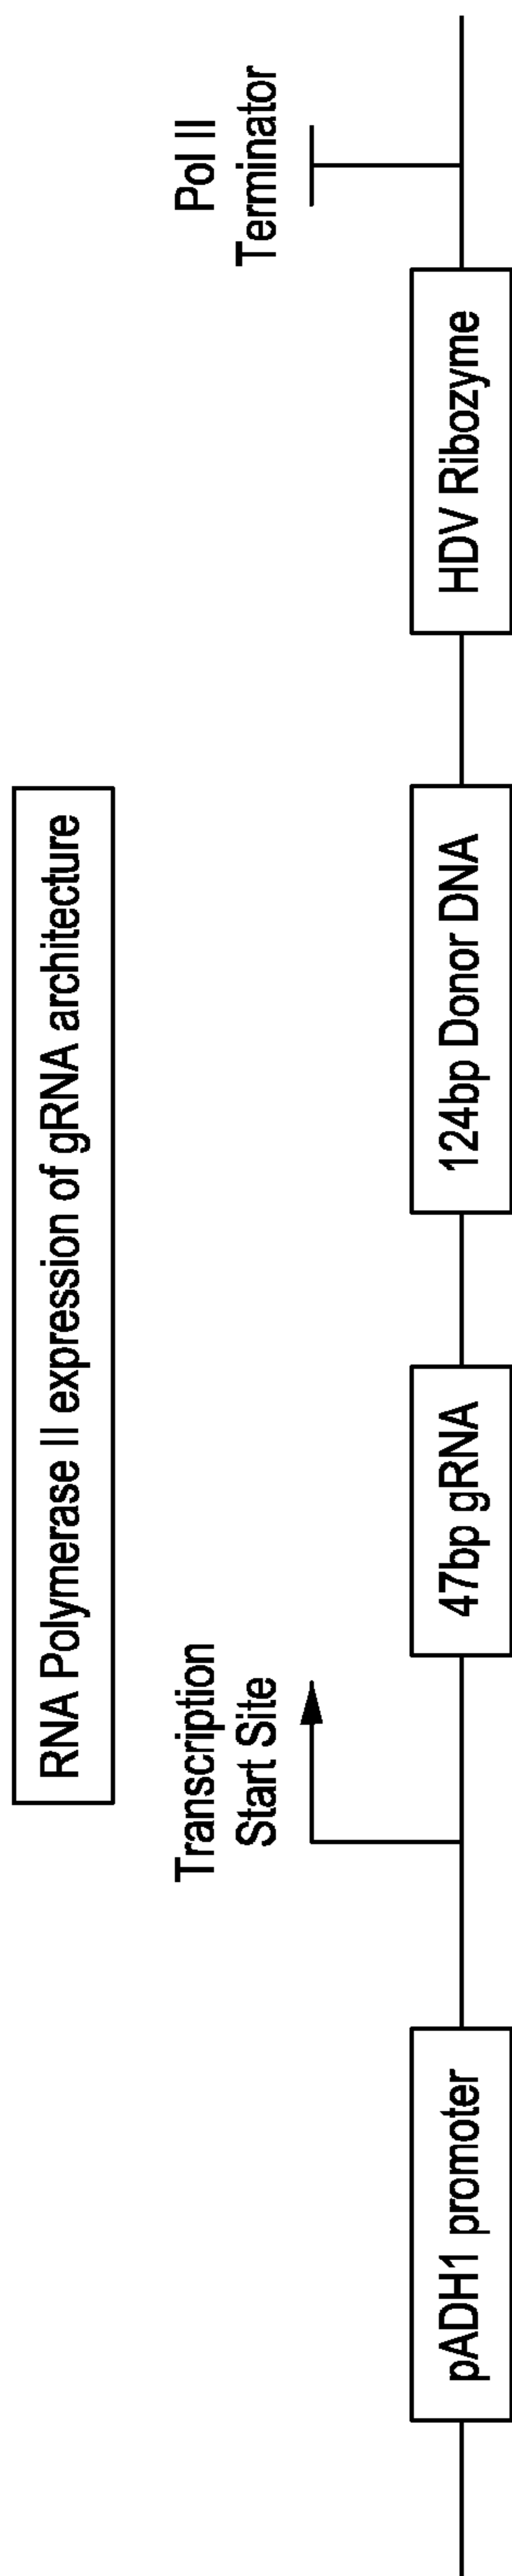 RNA Polymerase II expression of gRNA architecture
Transcription
Start Site
Pol II
Terminator
pADH1 promoter
47bp gRNA
124bp Donor DNA
HDV Ribozyme